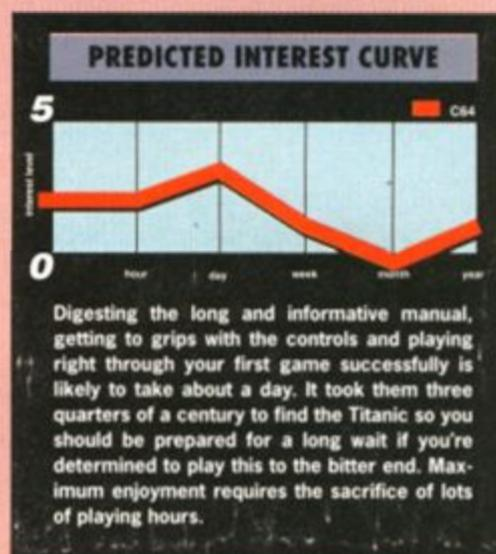 PREDICTED INTEREST CURVE
5
C64
interest level
0
hour day week month year
Digesting the long and informative manual,
getting to grips with the controls and playing
right through your first game successfully is
likely to take about a day. It took them three
quarters of a century to find the Titanic so you
should be prepared for a long wait if you're
determined to play this to the bitter end. Max-
imum enjoyment requires the sacrifice of lots
of playing hours.